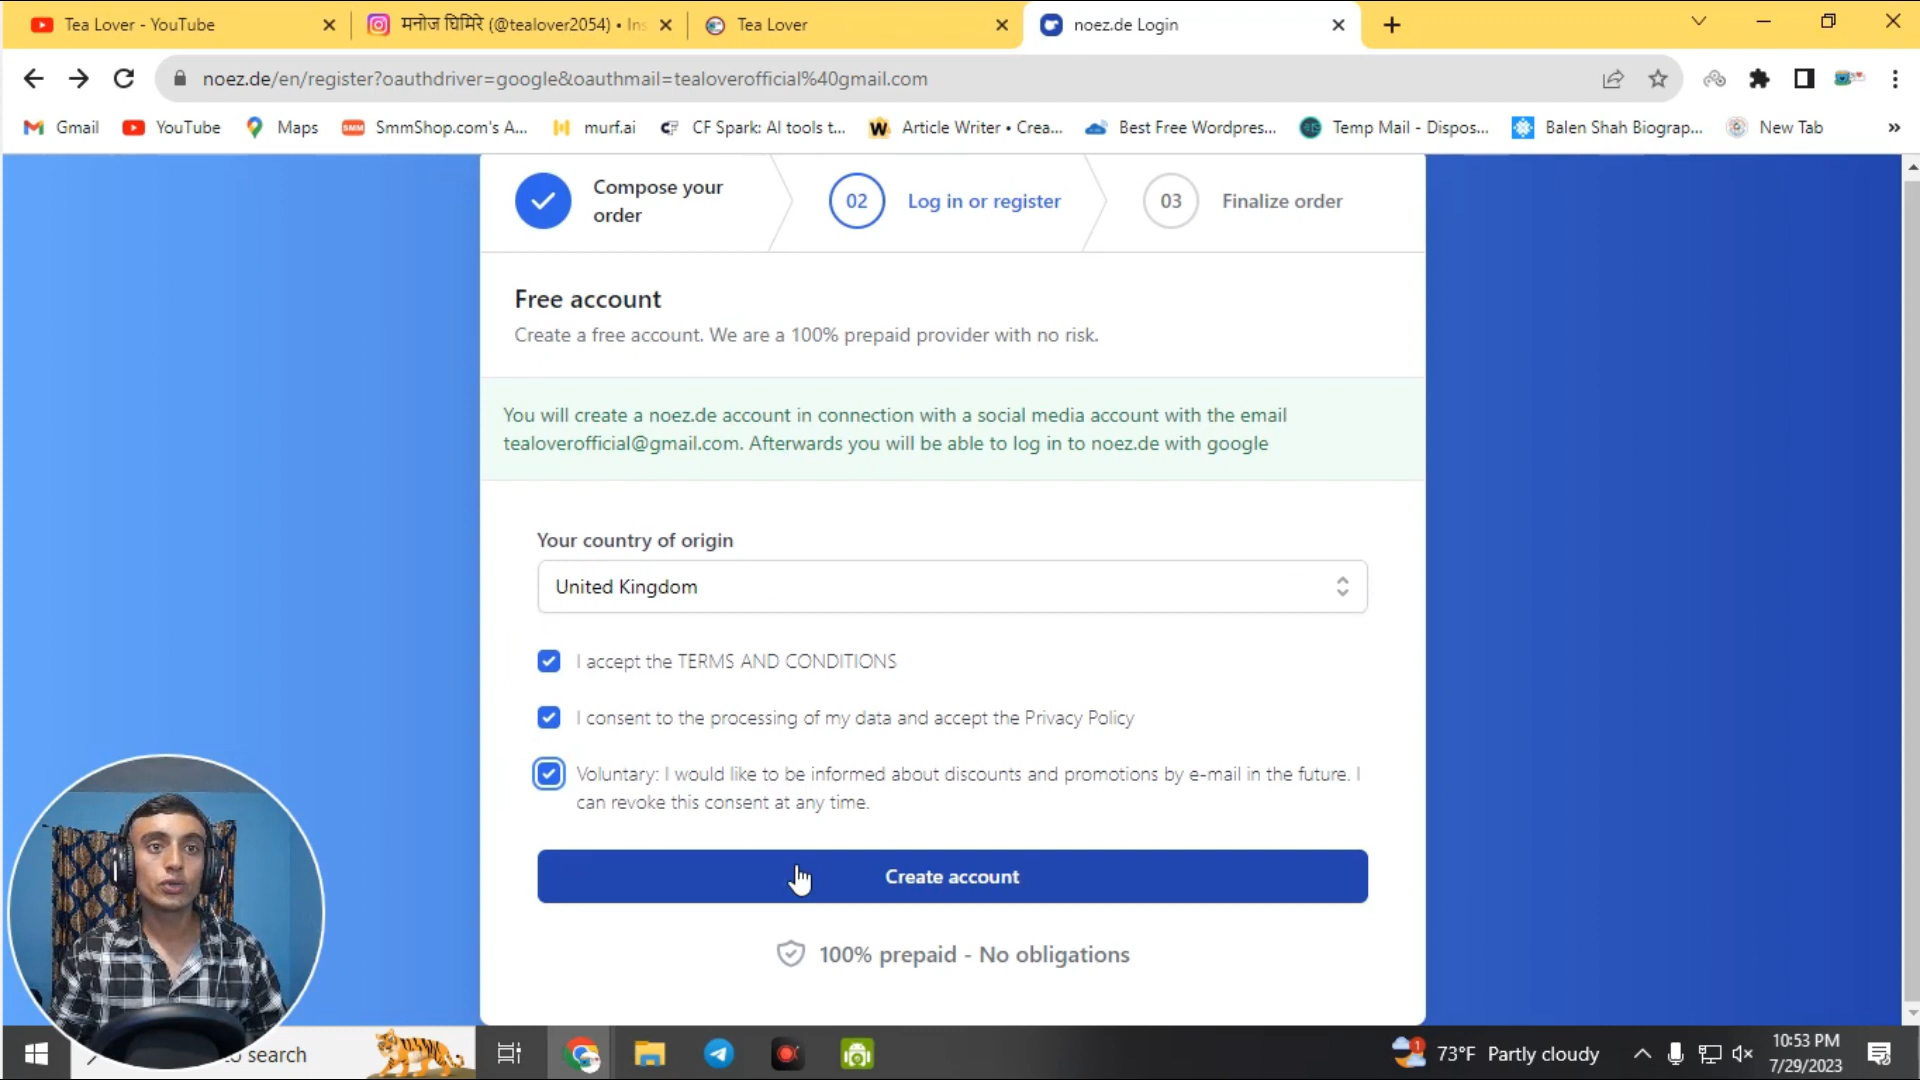 Tea Lover - YouTube
मनोज घिमिरे (@tealover2054) • Ins
Tea Lover
noez.de Login
noez.de/en/register?oauthdriver=google&oauthmail=tealoverofficial%40gmail.com
Gmail
YouTube
Maps
SMM
SmmShop.com's A...
murf.ai
CF Spark: AI tools t...
Article Writer • Crea...
Best Free Wordpres...
Temp Mail - Dispos...
Balen Shah Biograp...
New Tab
»
Compose your
order
02
Log in or register
03
Finalize order
Free account
Create a free account. We are a 100% prepaid provider with no risk.
You will create a noez.de account in connection with a social media account with the email
tealoverofficial@gmail.com. Afterwards you will be able to log in to noez.de with google
Your country of origin
United Kingdom
I accept the TERMS AND CONDITIONS
I consent to the processing of my data and accept the Privacy Policy
Voluntary: I would like to be informed about discounts and promotions by e-mail in the future. I
can revoke this consent at any time.
Create account
100% prepaid - No obligations
to search
1
73°F Partly cloudy
10:53 PM
7/29/2023